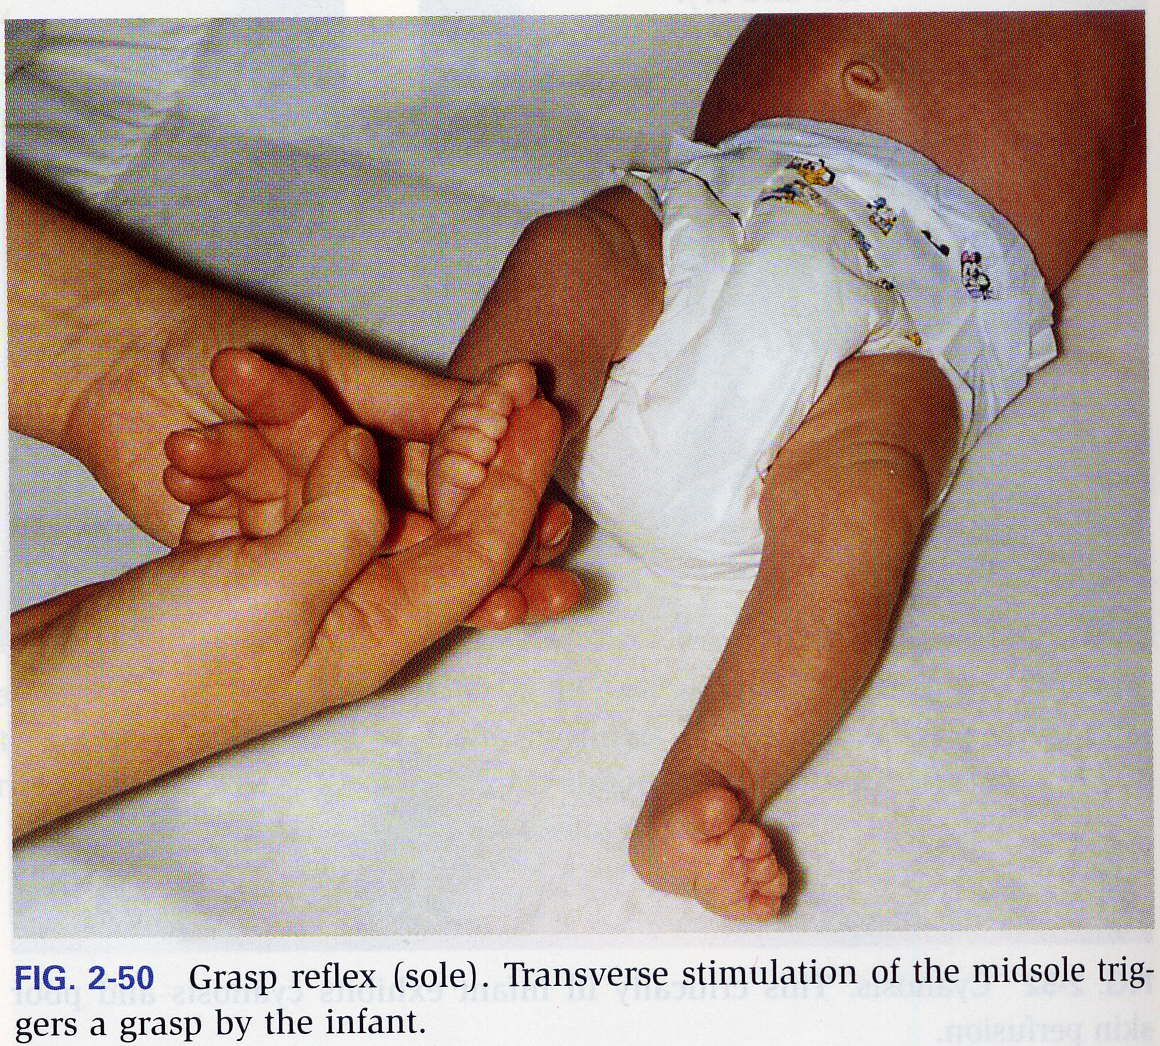 FIG. 2-50 Grasp reflex (sole). Transverse stimulation of the midsole trig-
gers a grasp by the infant.